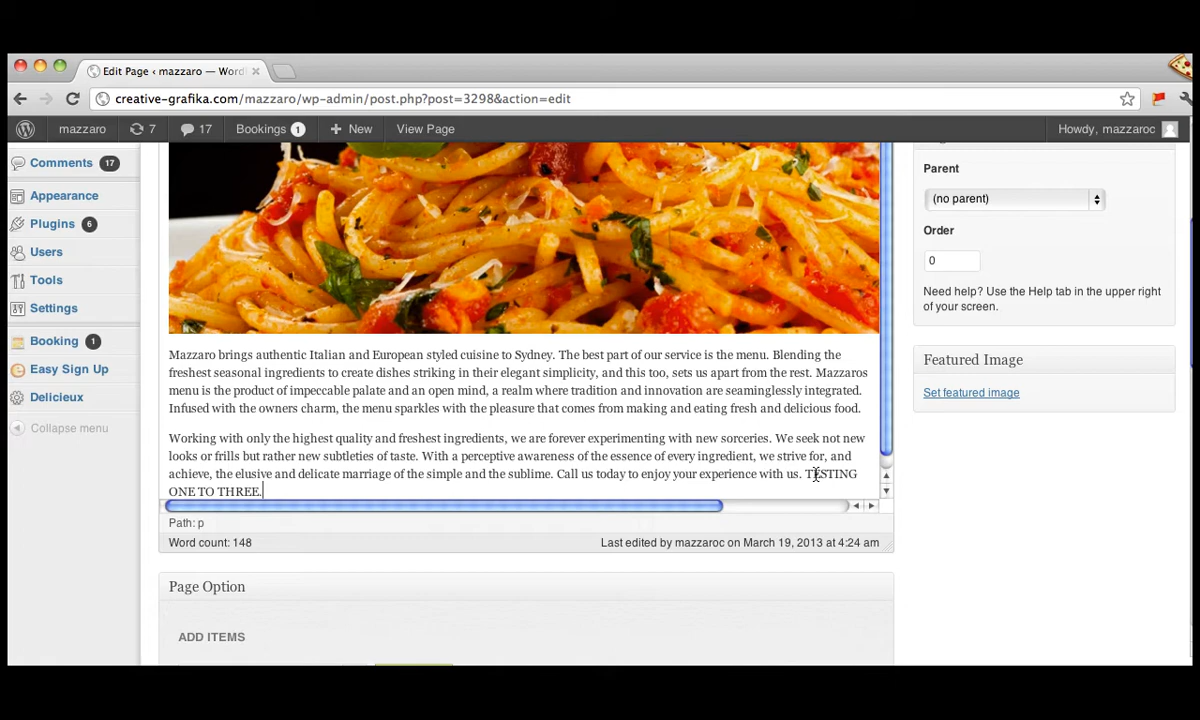 Edit Page ‹ mazzaro — Word
creative-grafika.com/mazzaro/wp-admin/post.php?post=3298&action=edit
mazzaro 7 17 Bookings 1 + New View Page Howdy, mazzaroc
Comments 17
Appearance
Plugins 6
Users
Tools
Settings
Booking 1
Easy Sign Up
Delicieux
Collapse menu
Mazzaro brings authentic Italian and European styled cuisine to Sydney. The best part of our service is the menu. Blending the
freshest seasonal ingredients to create dishes striking in their elegant simplicity, and this too, sets us apart from the rest. Mazzaros
menu is the product of impeccable palate and an open mind, a realm where tradition and innovation are seaminglessly integrated.
Infused with the owners charm, the menu sparkles with the pleasure that comes from making and eating fresh and delicious food.
Working with only the highest quality and freshest ingredients, we are forever experimenting with new sorceries. We seek not new
looks or frills but rather new subtleties of taste. With a perceptive awareness of the essence of every ingredient, we strive for, and
achieve, the elusive and delicate marriage of the simple and the sublime. Call us today to enjoy your experience with us. TESTING
ONE TO THREE.
Path: p
Word count: 148
Last edited by mazzaroc on March 19, 2013 at 4:24 am
Page Option
ADD ITEMS
Parent
(no parent)
Order
0
Need help? Use the Help tab in the upper right
of your screen.
Featured Image
Set featured image